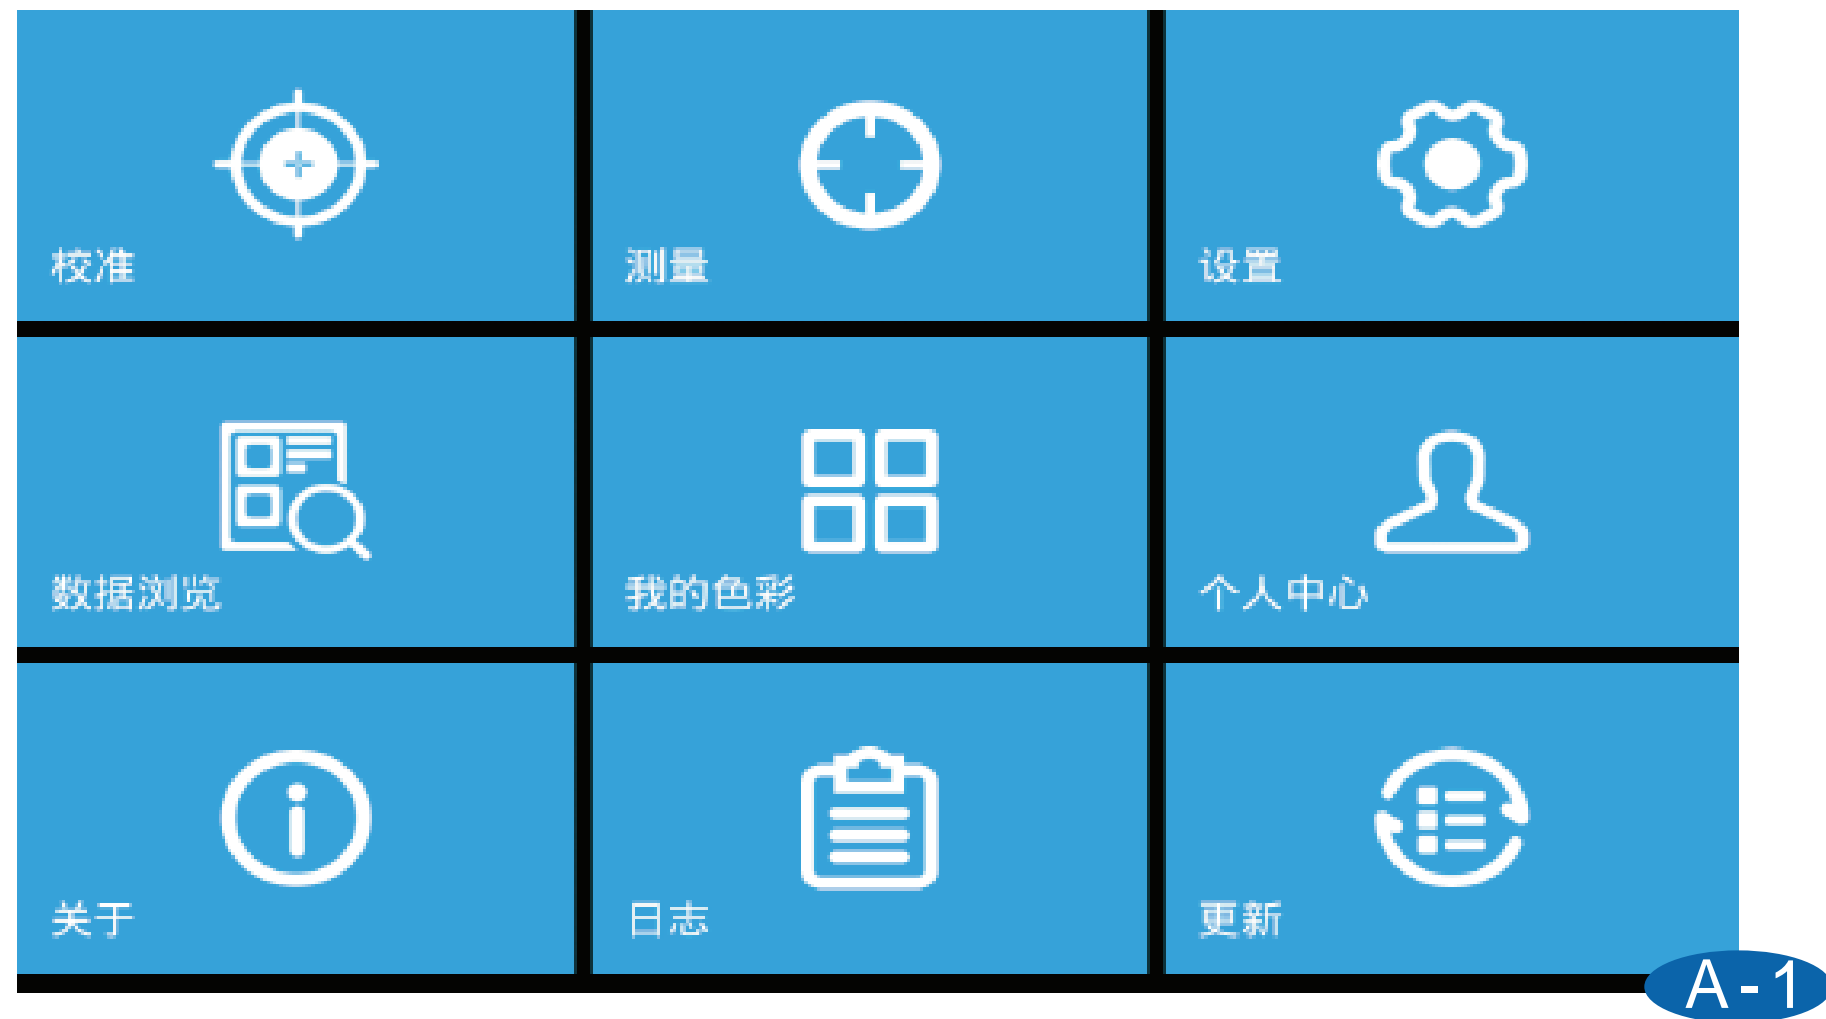 校准
测量
设置
数据浏览
我的色彩
个人中心
关于
日志
更新
A-1